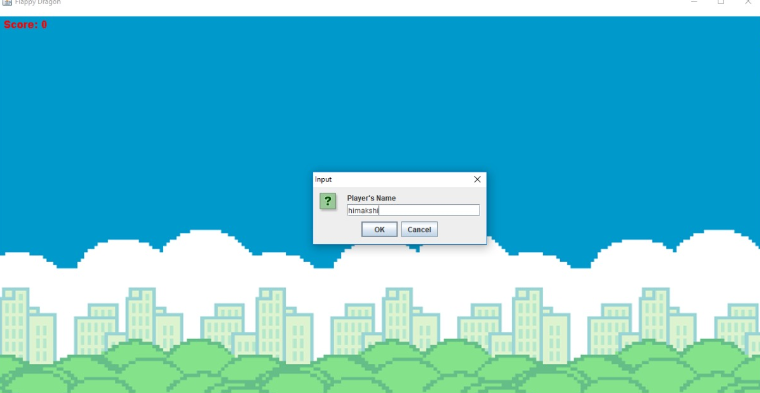 Flappy Dragon
Score: 0
Input
?
Player's Name
himakshi
OK
Cancel